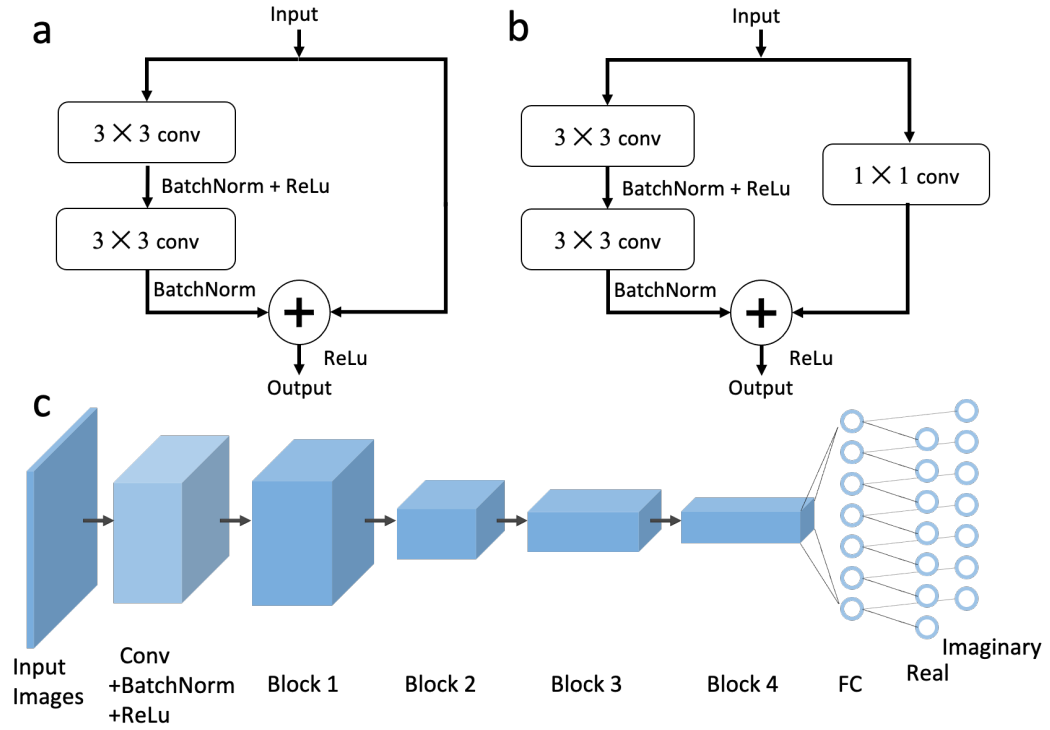 a
Input
3 × 3 conv
BatchNorm + ReLu
3 × 3 conv
BatchNorm
+
ReLu
Output
b
Input
3 × 3 conv
1 × 1 conv
BatchNorm + ReLu
3 × 3 conv
BatchNorm
+
ReLu
Output
c
Input
Images
Conv
+BatchNorm
+ReLu
Block 1
Block 2
Block 3
Block 4
FC
Real
Imaginary